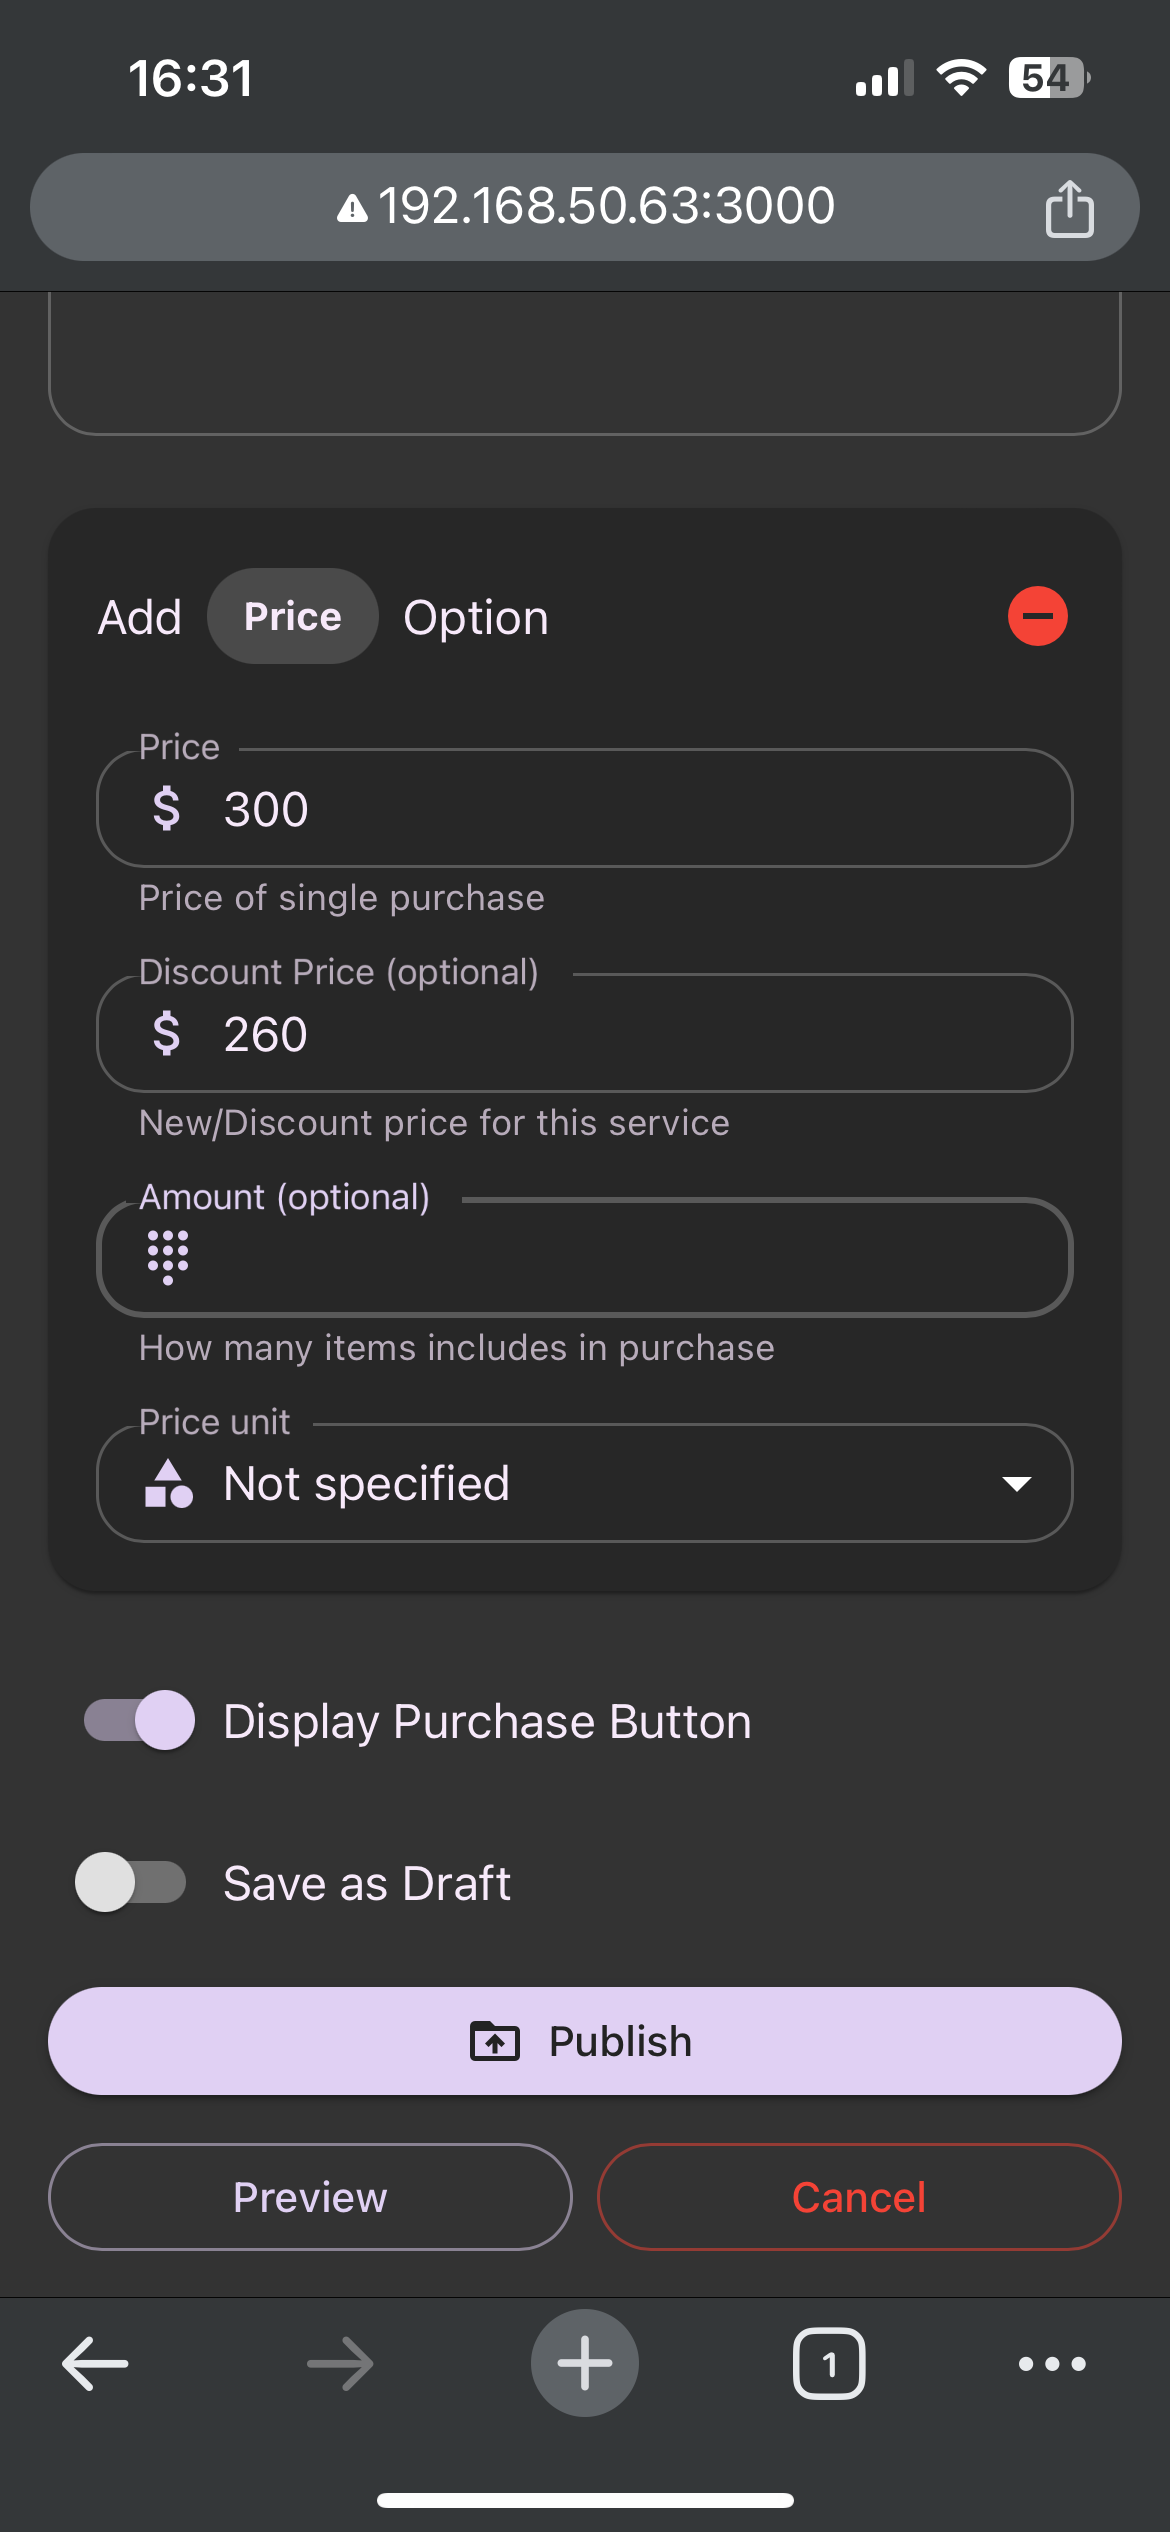 16:31
54
192.168.50.63:3000
Add Price Option
Price
$ 300
Price of single purchase
Discount Price (optional)
$ 260
New/Discount price for this service
Amount (optional)
How many items includes in purchase
Price unit
Not specified
Display Purchase Button
Save as Draft
Publish
Preview Cancel
1